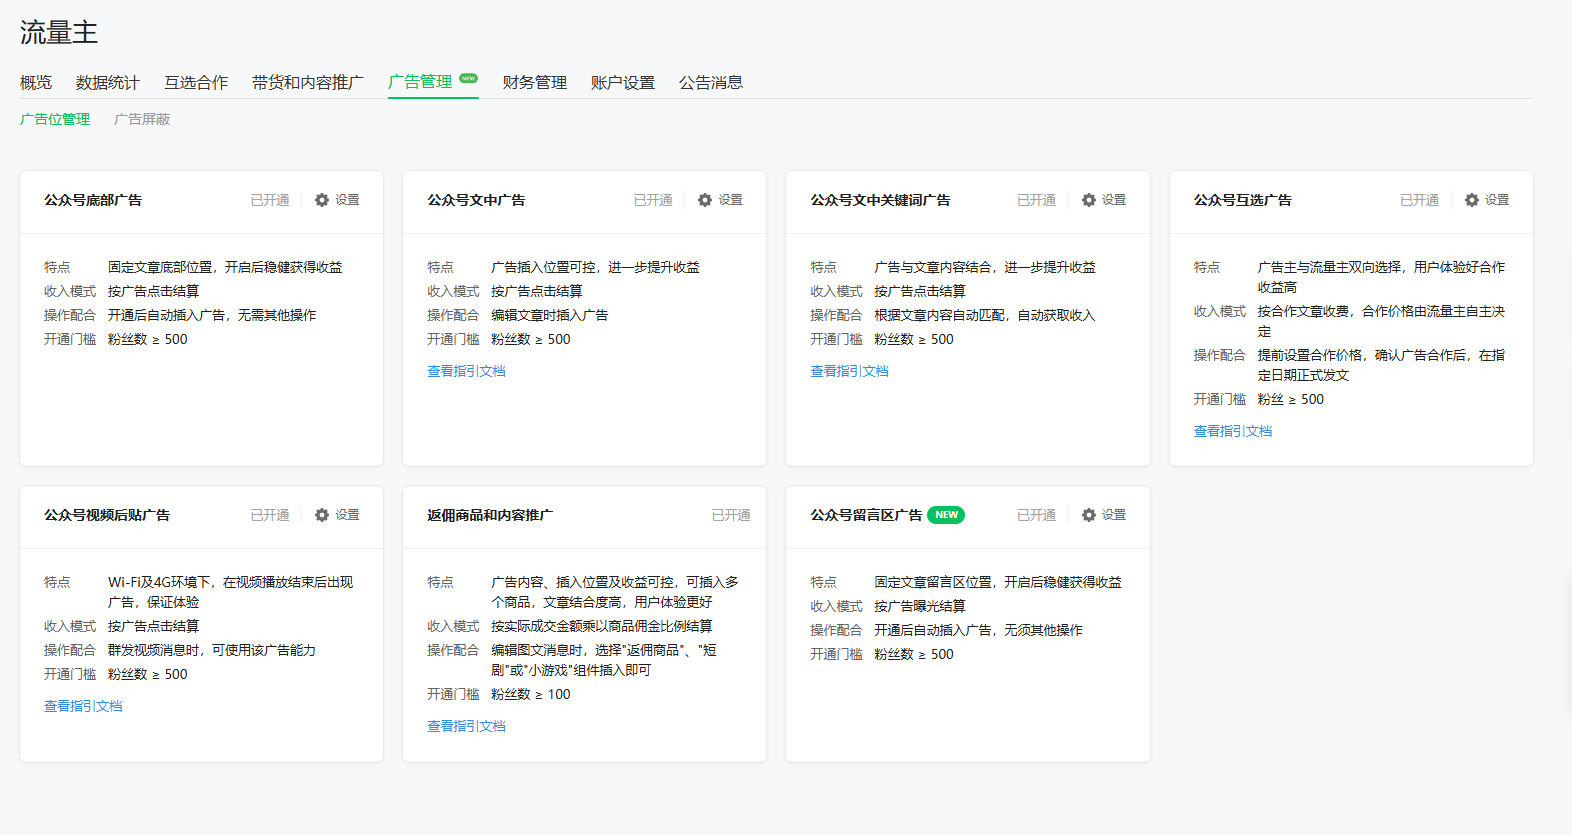 流量主
概览 数据统计 互选合作 带货和内容推广 广告管理 NEW 财务管理 账户设置 公告消息
广告位管理 广告屏蔽
公众号底部广告 已开通 设置
特点 固定文章底部位置，开启后稳健获得收益
收入模式 按广告点击结算
操作配合 开通后自动插入广告，无需其他操作
开通门槛 粉丝数 ≥ 500
公众号文中广告 已开通 设置
特点 广告插入位置可控，进一步提升收益
收入模式 按广告点击结算
操作配合 编辑文章时插入广告
开通门槛 粉丝数 ≥ 500
查看指引文档
公众号文中关键词广告 已开通 设置
特点 广告与文章内容结合，进一步提升收益
收入模式 按广告点击结算
操作配合 根据文章内容自动匹配，自动获取收入
开通门槛 粉丝数 ≥ 500
查看指引文档
公众号互选广告 已开通 设置
特点 广告主与流量主双向选择，用户体验好合作
收益高
收入模式 按合作文章收费，合作价格由流量主自主决
定
操作配合 提前设置合作价格，确认广告合作后，在指
定日期正式发文
开通门槛 粉丝 ≥ 500
查看指引文档
公众号视频后贴广告 已开通 设置
特点 Wi-Fi及4G环境下，在视频播放结束后出现
广告，保证体验
收入模式 按广告点击结算
操作配合 群发视频消息时，可使用该广告能力
开通门槛 粉丝数 ≥ 500
查看指引文档
返佣商品和内容推广 已开通
特点 广告内容、插入位置及收益可控，可插入多
个商品，文章结合度高，用户体验更好
收入模式 按实际成交金额乘以商品佣金比例结算
操作配合 编辑图文消息时，选择"返佣商品"、"短
剧"或"小游戏"组件插入即可
开通门槛 粉丝数 ≥ 100
查看指引文档
公众号留言区广告 NEW 已开通 设置
特点 固定文章留言区位置，开启后稳健获得收益
收入模式 按广告曝光结算
操作配合 开通后自动插入广告，无须其他操作
开通门槛 粉丝数 ≥ 500